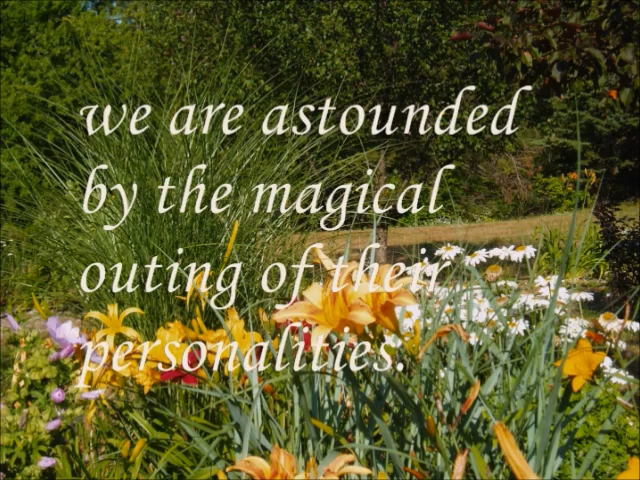 we are astounded
by the magical
outing of their
personalities.